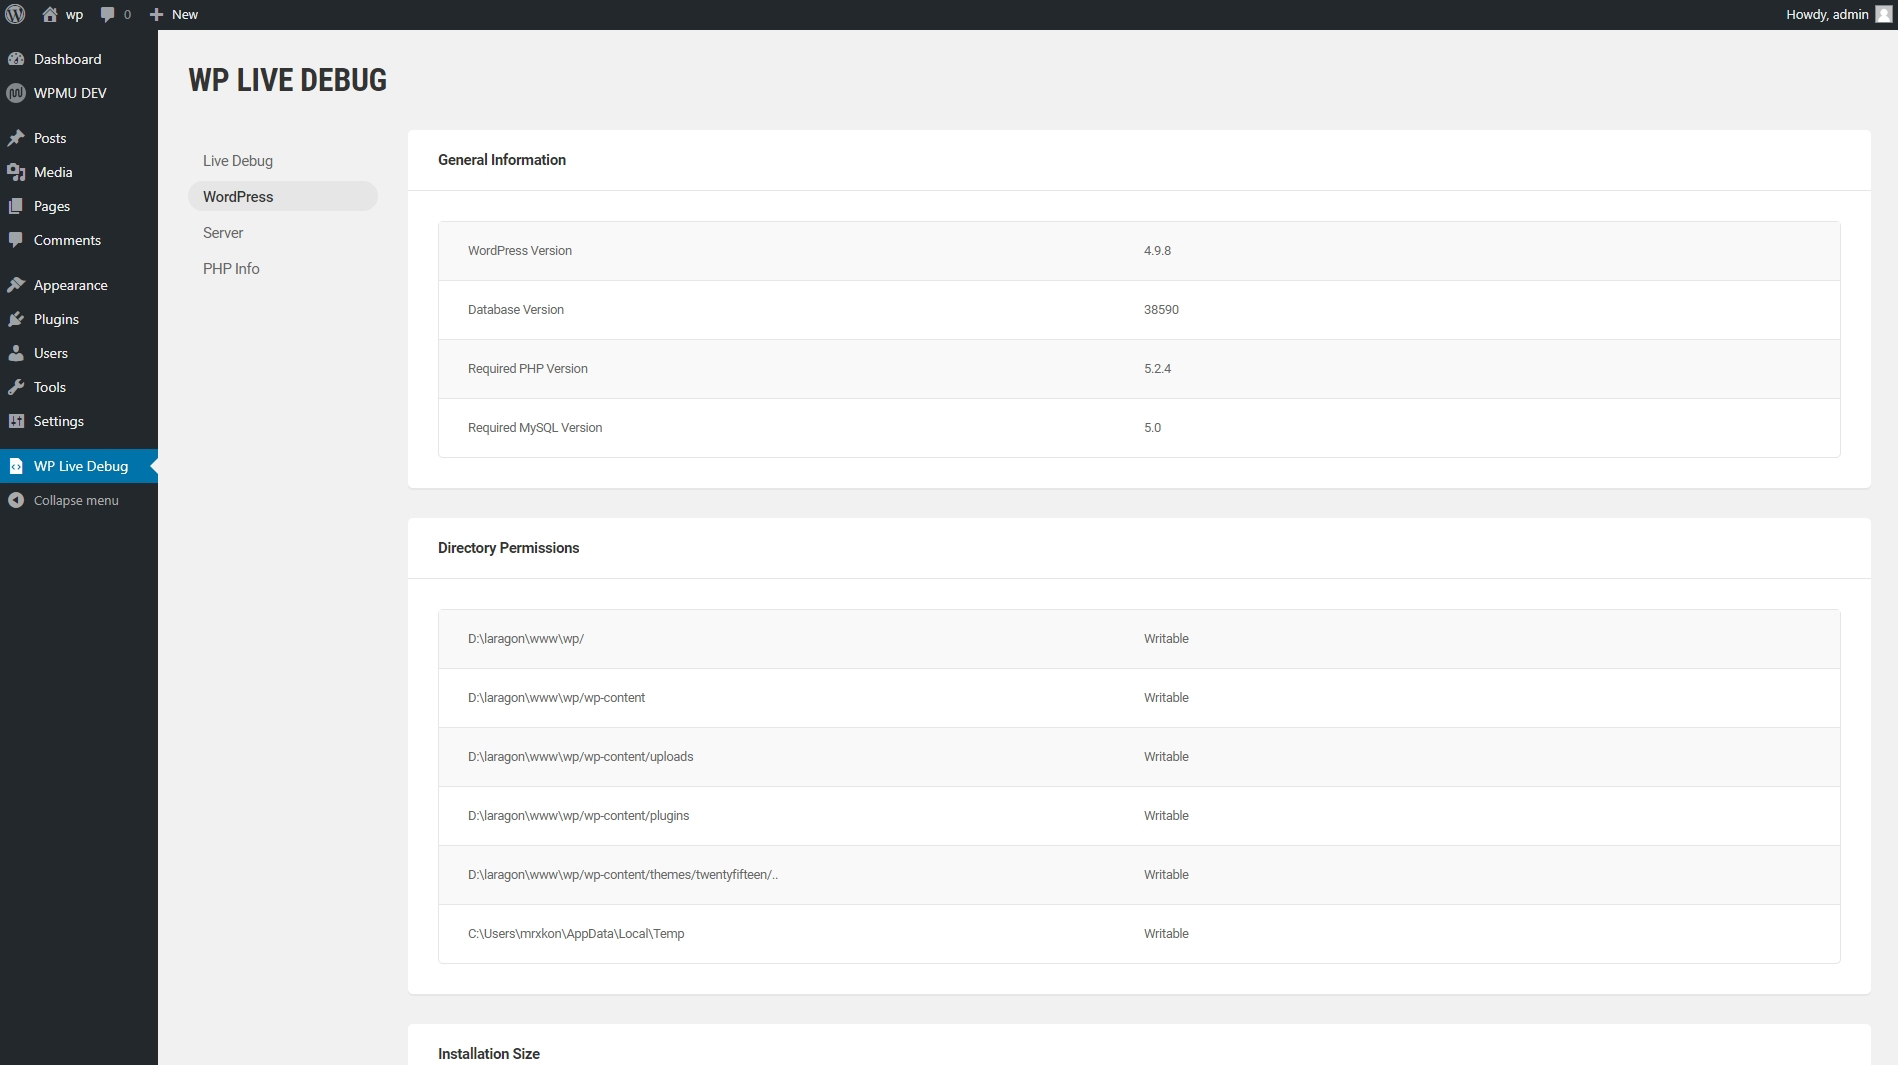 wp 0 New Howdy, admin
Dashboard
WPMU DEV
Posts
Media
Pages
Comments
Appearance
Plugins
Users
Tools
Settings
WP Live Debug
Collapse menu
WP LIVE DEBUG
Live Debug
WordPress
Server
PHP Info
General Information
WordPress Version 4.9.8
Database Version 38590
Required PHP Version 5.2.4
Required MySQL Version 5.0
Directory Permissions
D:\laragon\www\wp/ Writable
D:\laragon\www\wp/wp-content Writable
D:\laragon\www\wp/wp-content/uploads Writable
D:\laragon\www\wp/wp-content/plugins Writable
D:\laragon\www\wp/wp-content/themes/twentyfifteen/.. Writable
C:\Users\mrxkon\AppData\Local\Temp Writable
Installation Size